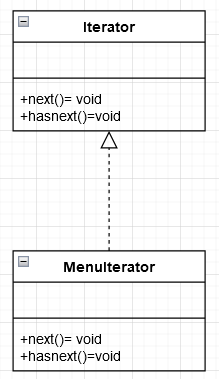 Iterator
+next()= void
+hasnext()=void
MenuIterator
+next()= void
+hasnext()=void